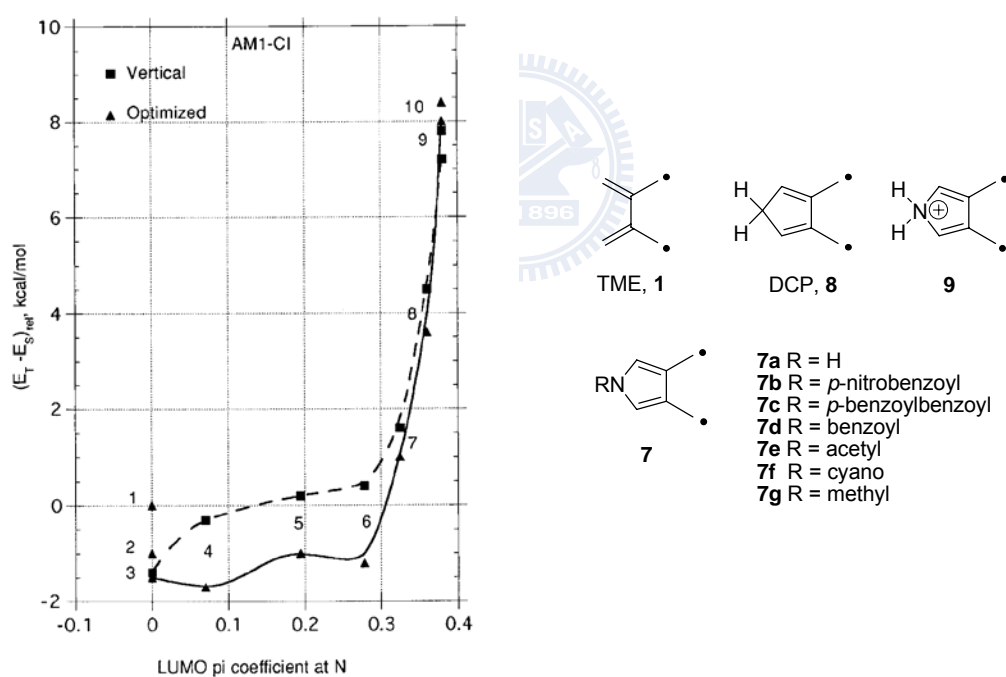 AM1-CI
■ Vertical
▲ Optimized
10
8
6
4
2
0
-2
-0.1 0 0.1 0.2 0.3 0.4
(E_T -E_S)_rel, kcal/mol
LUMO pi coefficient at N
1
2
3
4
5
6
7
8
9
10
S A
1896
TME, 1
H
H
DCP, 8
H
N⊕
H
9
RN
7
7a R = H
7b R = p-nitrobenzoyl
7c R = p-benzoylbenzoyl
7d R = benzoyl
7e R = acetyl
7f R = cyano
7g R = methyl